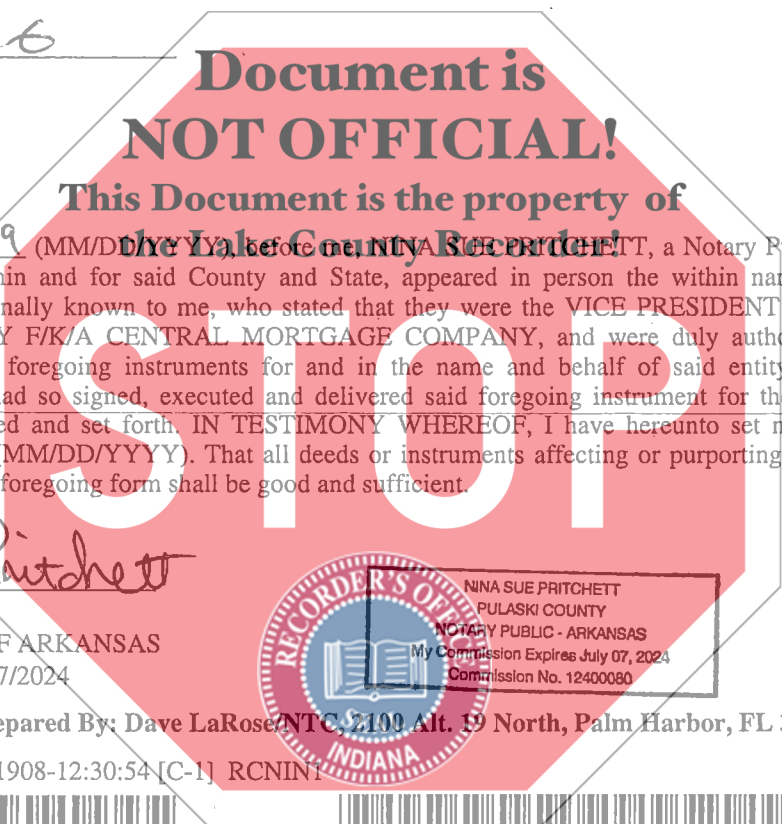 Document is
NOT OFFICIAL!
This Document is the property of
the Lake County Recorder!
9 (MM/DD/YYYY), before me, NINA SUE PRITCHETT, a Notary P
in and for said County and State, appeared in person the within nar
nally known to me, who stated that they were the VICE PRESIDENT
Y F/K/A CENTRAL MORTGAGE COMPANY, and were duly autho
foregoing instruments for and in the name and behalf of said entity
ad so signed, executed and delivered said foregoing instrument for th
ed and set forth. IN TESTIMONY WHEREOF, I have hereunto set m
(MM/DD/YYYY). That all deeds or instruments affecting or purporting
foregoing form shall be good and sufficient.
STOP!
ritchett
NINA SUE PRITCHETT
PULASKI COUNTY
NOTARY PUBLIC - ARKANSAS
My Commission Expires July 07, 2024
Commission No. 12400080
RECORDER'S OFFICE
INDIANA
F ARKANSAS
7/2024
epared By: Dave LaRose/NTC, 2100 Alt. 19 North, Palm Harbor, FL 3
1908-12:30:54 [C-1] RCNIN1